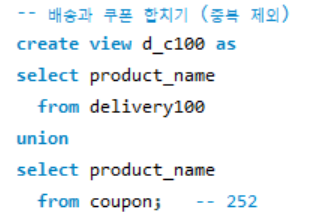 -- 배송과 쿠폰 합치기 (중복 제외)
create view d_c100 as
select product_name
from delivery100
union
select product_name
from coupon;   -- 252